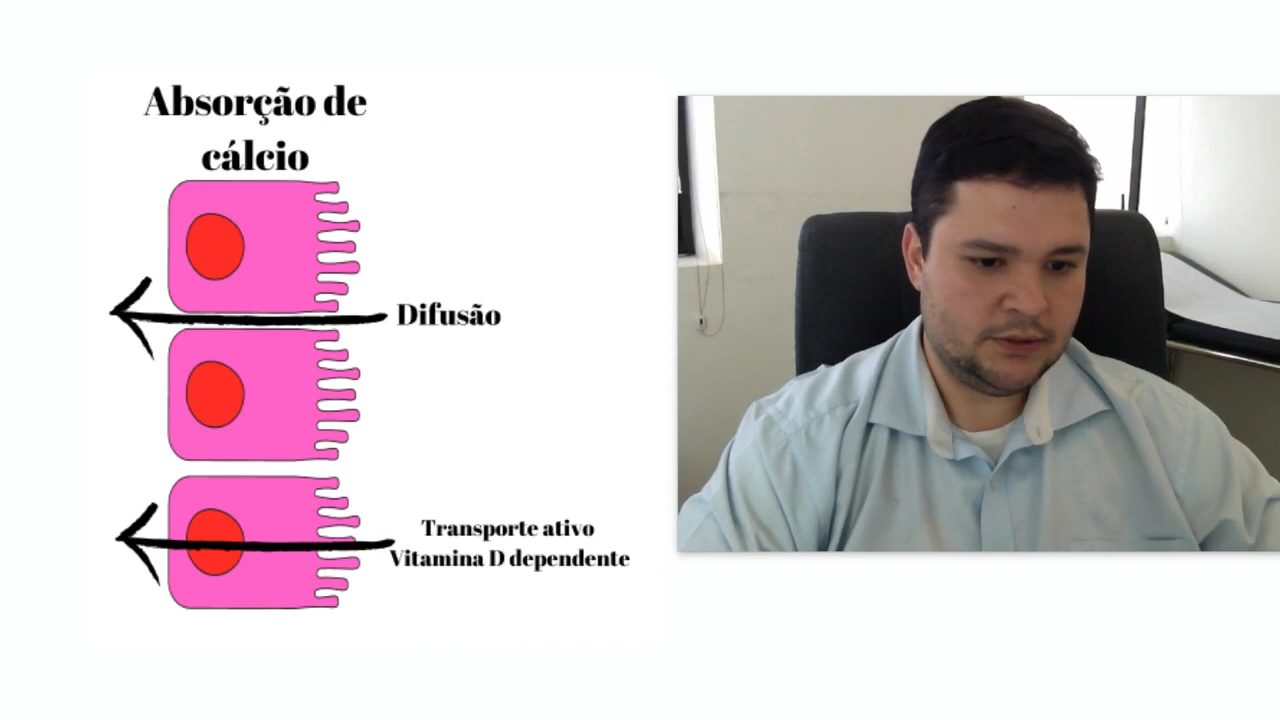 Absorção de
cálcio
Difusão
Transporte ativo
Vitamina D dependente